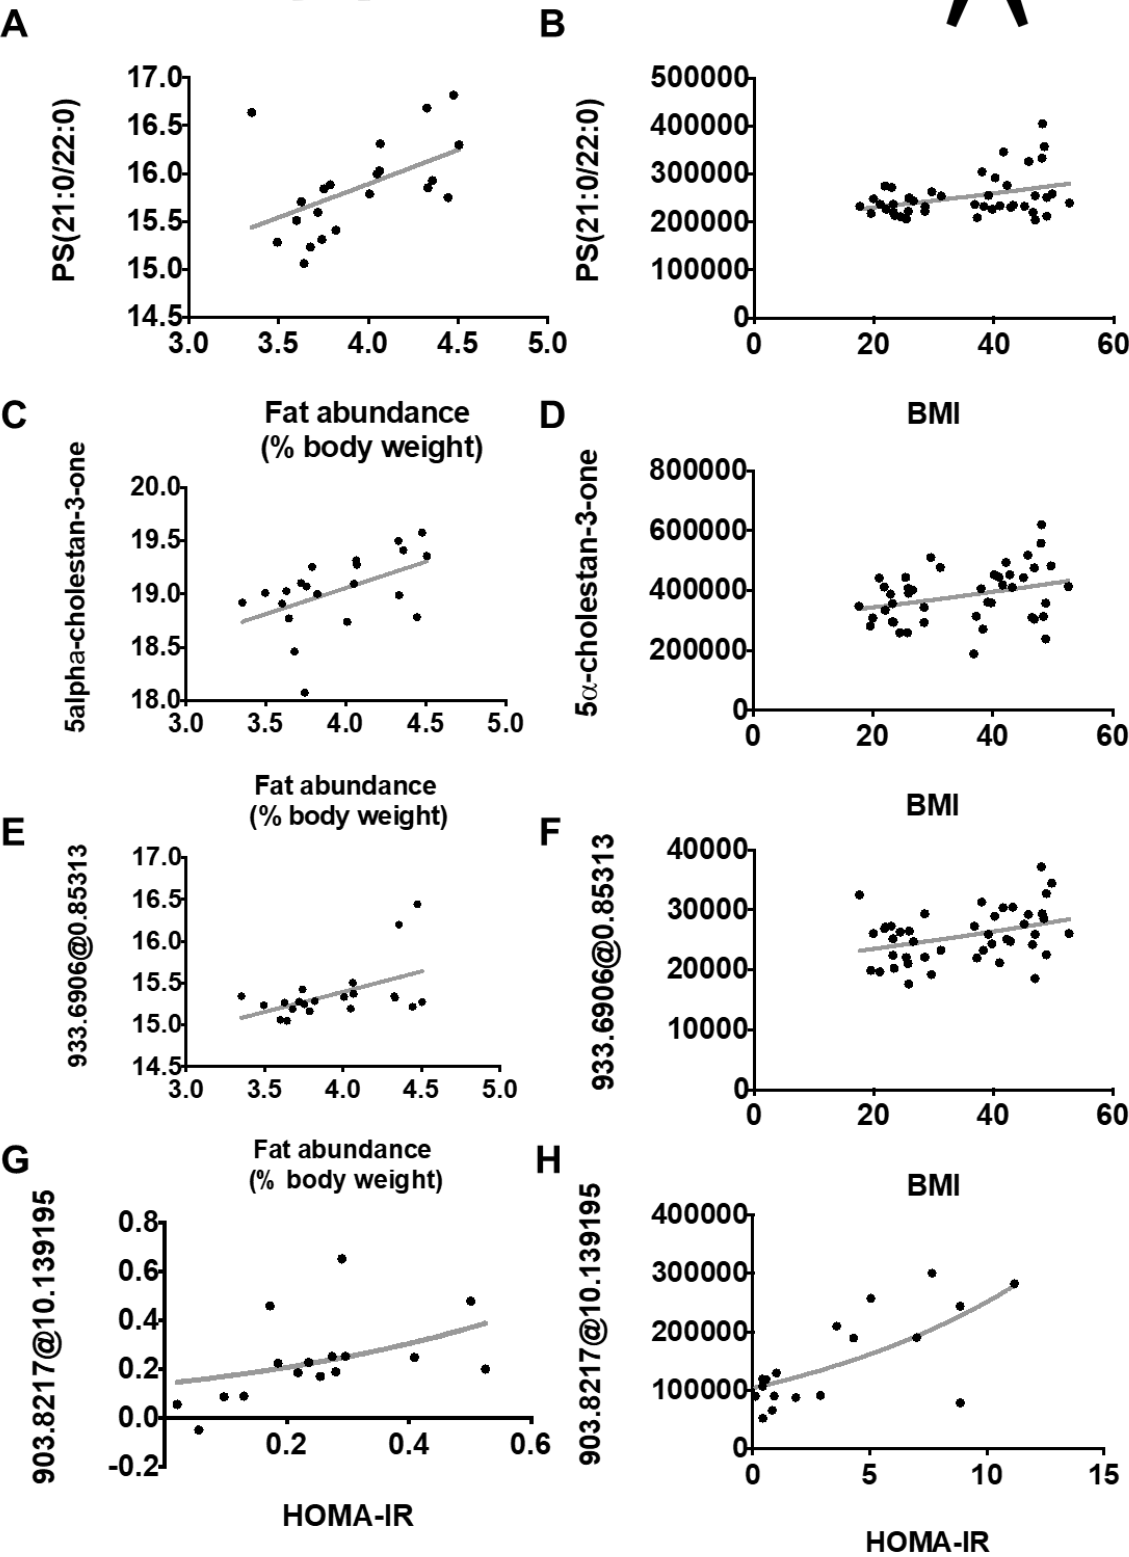 A
PS(21:0/22:0)
17.0
16.5
16.0
15.5
15.0
14.5
3.0 3.5 4.0 4.5 5.0
Fat abundance
(% body weight)
B
PS(21:0/22:0)
500000
400000
300000
200000
100000
0
0 20 40 60
BMI
C
5alpha-cholestan-3-one
20.0
19.5
19.0
18.5
18.0
3.0 3.5 4.0 4.5 5.0
Fat abundance
(% body weight)
D
5α-cholestan-3-one
800000
600000
400000
200000
0
0 20 40 60
BMI
E
933.6906@0.85313
17.0
16.5
16.0
15.5
15.0
14.5
3.0 3.5 4.0 4.5 5.0
Fat abundance
(% body weight)
F
933.6906@0.85313
40000
30000
20000
10000
0
0 20 40 60
BMI
G
903.8217@10.139195
0.8
0.6
0.4
0.2
0.0
-0.2
0.2 0.4 0.6
HOMA-IR
H
903.8217@10.139195
400000
300000
200000
100000
0
0 5 10 15
HOMA-IR